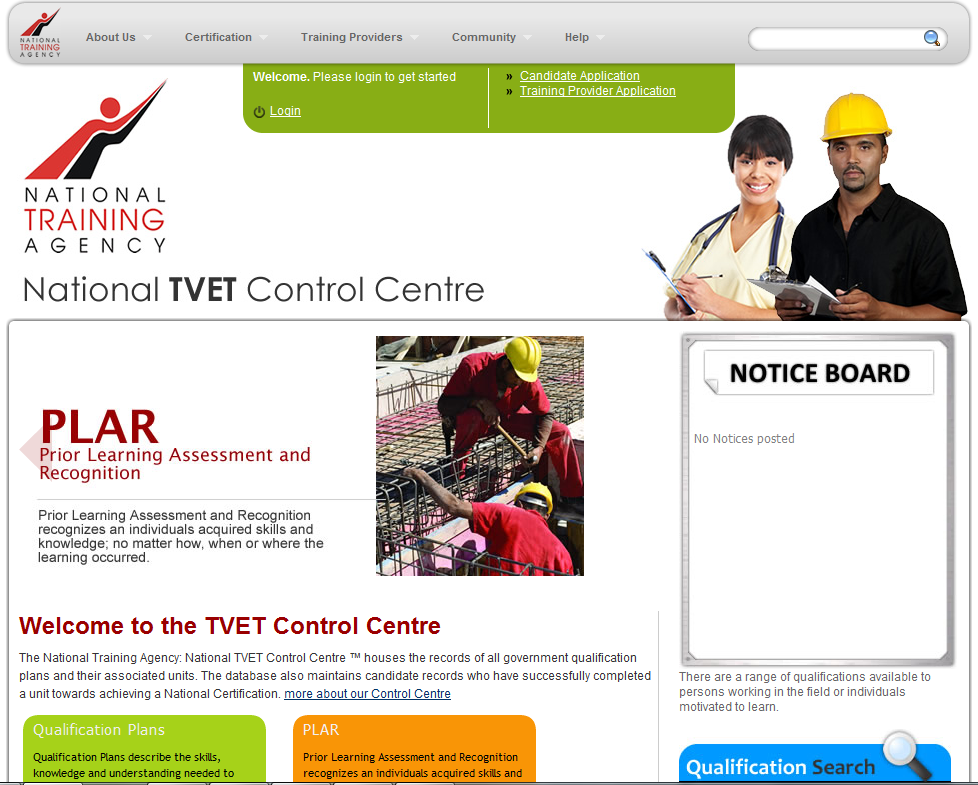 NATIONAL
TRAINING
AGENCY
About Us
Certification
Training Providers
Community
Help
Welcome. Please login to get started
Login
» Candidate Application
» Training Provider Application
NATIONAL
TRAINING
AGENCY
National TVET Control Centre
PLAR
Prior Learning Assessment and
Recognition
Prior Learning Assessment and Recognition
recognizes an individuals acquired skills and
knowledge; no matter how, when or where the
learning occurred.
NOTICE BOARD
No Notices posted
Welcome to the TVET Control Centre
The National Training Agency: National TVET Control Centre ™ houses the records of all government qualification
plans and their associated units. The database also maintains candidate records who have successfully completed
a unit towards achieving a National Certification. more about our Control Centre
There are a range of qualifications available to
persons working in the field or individuals
motivated to learn.
Qualification Plans
Qualification Plans describe the skills,
knowledge and understanding needed to
PLAR
Prior Learning Assessment and Recognition
recognizes an individuals acquired skills and
Qualification Search